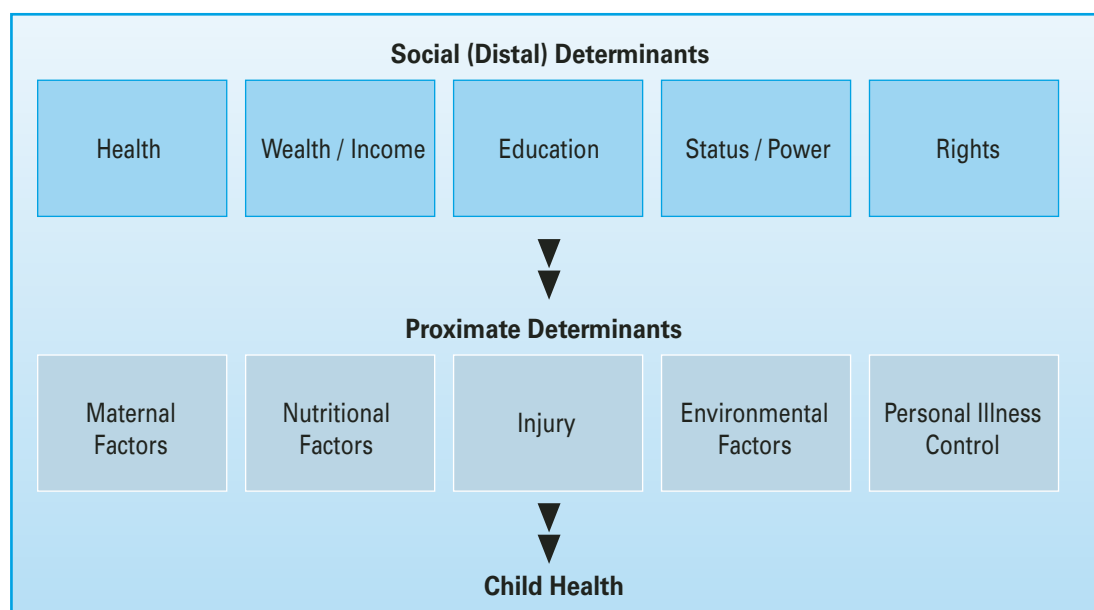 Social (Distal) Determinants
Health
Wealth / Income
Education
Status / Power
Rights
Proximate Determinants
Maternal
Factors
Nutritional
Factors
Injury
Environmental
Factors
Personal Illness
Control
Child Health